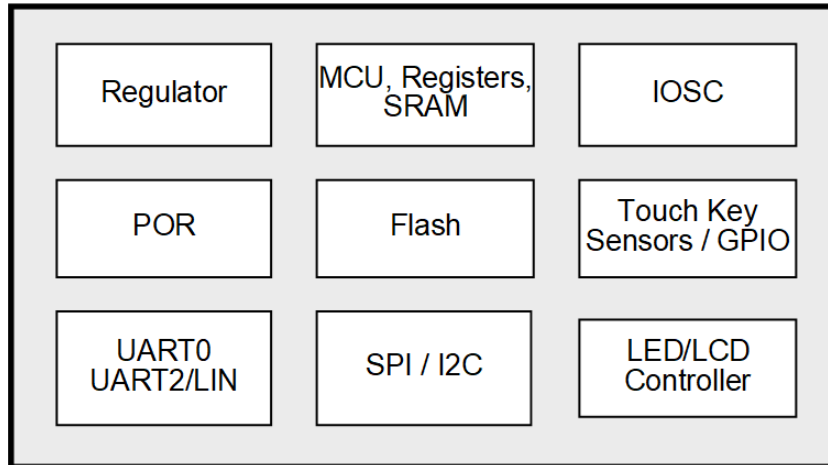 Regulator
MCU, Registers,
SRAM
IOSC
POR
Flash
Touch Key
Sensors / GPIO
UART0
UART2/LIN
SPI / I2C
LED/LCD
Controller